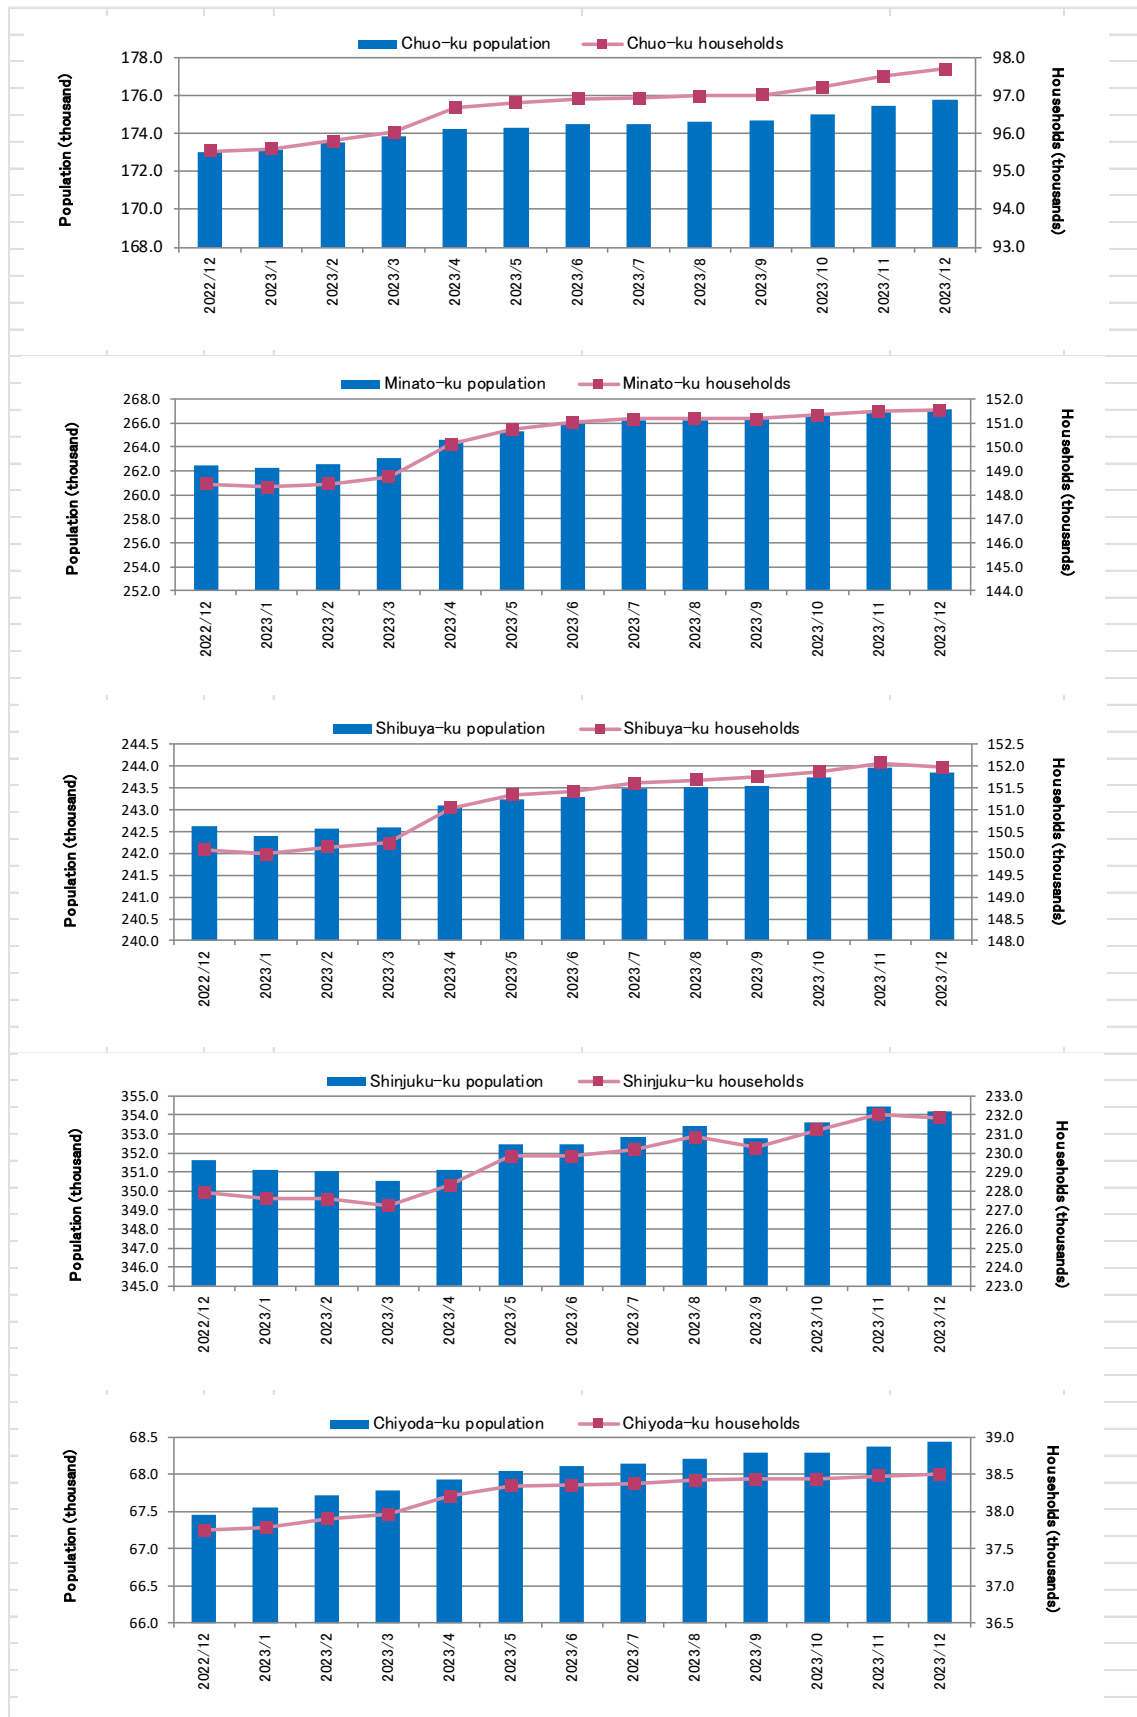 Chuo-ku population Chuo-ku households
Population (thousand)
Households (thousands)
178.0 98.0
176.0 97.0
174.0 96.0
172.0 95.0
170.0 94.0
168.0 93.0
2022/12 2023/1 2023/2 2023/3 2023/4 2023/5 2023/6 2023/7 2023/8 2023/9 2023/10 2023/11 2023/12
Minato-ku population Minato-ku households
Population (thousand)
Households (thousands)
268.0 152.0
266.0 151.0
264.0 150.0
262.0 149.0
260.0 148.0
258.0 147.0
256.0 146.0
254.0 145.0
252.0 144.0
2022/12 2023/1 2023/2 2023/3 2023/4 2023/5 2023/6 2023/7 2023/8 2023/9 2023/10 2023/11 2023/12
Shibuya-ku population Shibuya-ku households
Population (thousand)
Households (thousands)
244.5 152.5
244.0 152.0
243.5 151.5
243.0 151.0
242.5 150.5
242.0 150.0
241.5 149.5
241.0 149.0
240.5 148.5
240.0 148.0
2022/12 2023/1 2023/2 2023/3 2023/4 2023/5 2023/6 2023/7 2023/8 2023/9 2023/10 2023/11 2023/12
Shinjuku-ku population Shinjuku-ku households
Population (thousand)
Households (thousands)
355.0 233.0
354.0 232.0
353.0 231.0
352.0 230.0
351.0 229.0
350.0 228.0
349.0 227.0
348.0 226.0
347.0 225.0
346.0 224.0
345.0 223.0
2022/12 2023/1 2023/2 2023/3 2023/4 2023/5 2023/6 2023/7 2023/8 2023/9 2023/10 2023/11 2023/12
Chiyoda-ku population Chiyoda-ku households
Population (thousand)
Households (thousands)
68.5 39.0
68.0 38.5
67.5 38.0
67.0 37.5
66.5 37.0
66.0 36.5
2022/12 2023/1 2023/2 2023/3 2023/4 2023/5 2023/6 2023/7 2023/8 2023/9 2023/10 2023/11 2023/12